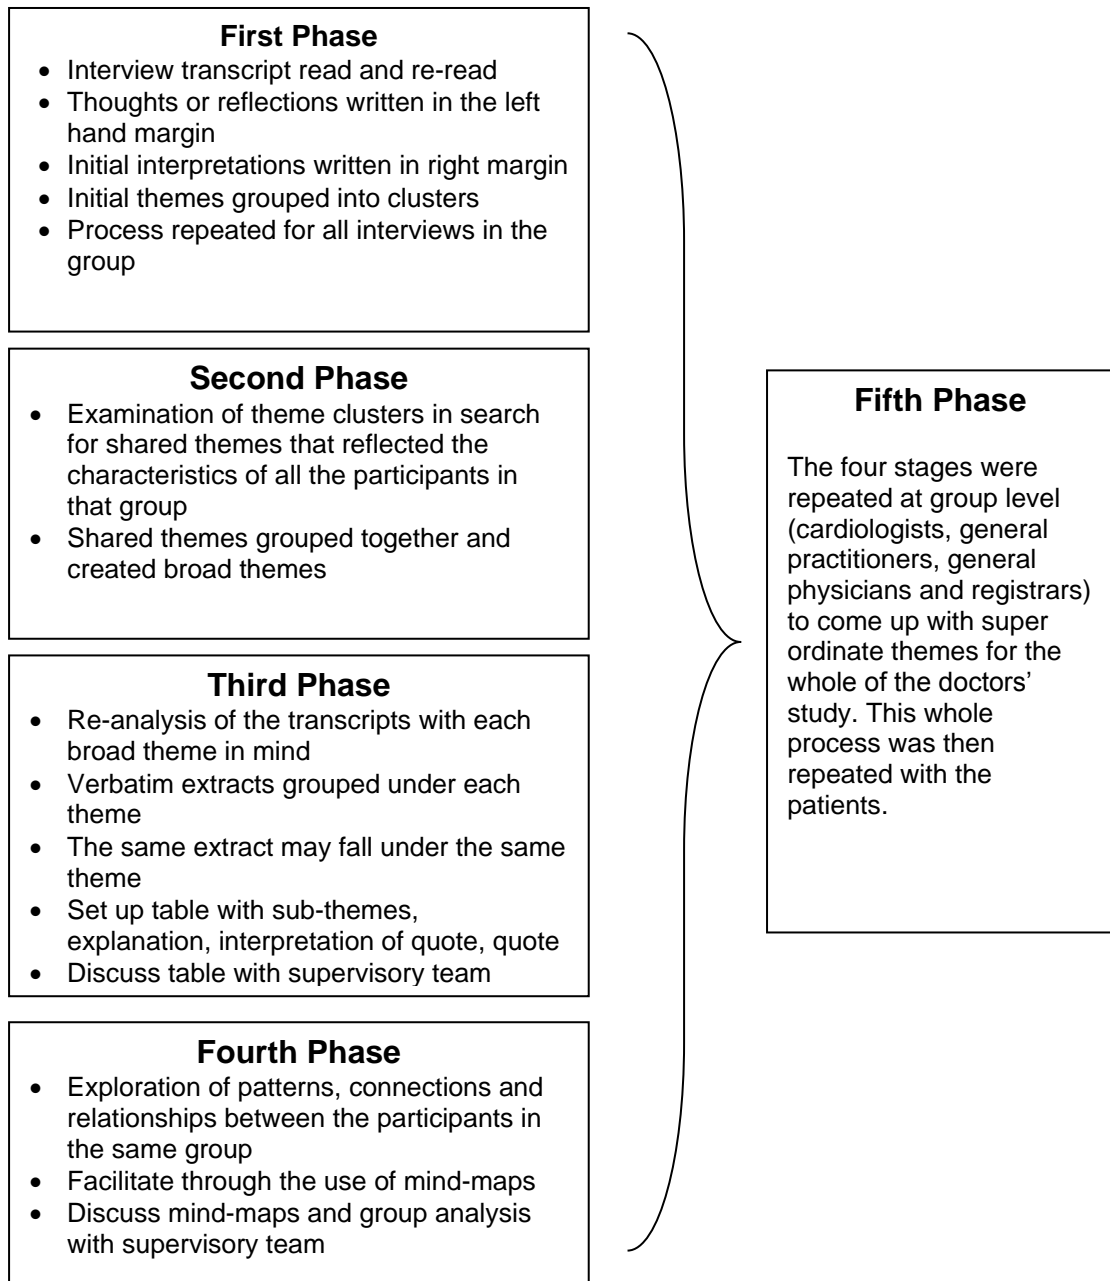 First Phase
• Interview transcript read and re-read
• Thoughts or reflections written in the left
hand margin
• Initial interpretations written in right margin
• Initial themes grouped into clusters
• Process repeated for all interviews in the
group
Second Phase
• Examination of theme clusters in search
for shared themes that reflected the
characteristics of all the participants in
that group
• Shared themes grouped together and
created broad themes
Third Phase
• Re-analysis of the transcripts with each
broad theme in mind
• Verbatim extracts grouped under each
theme
• The same extract may fall under the same
theme
• Set up table with sub-themes,
explanation, interpretation of quote, quote
• Discuss table with supervisory team
Fourth Phase
• Exploration of patterns, connections and
relationships between the participants in
the same group
• Facilitate through the use of mind-maps
• Discuss mind-maps and group analysis
with supervisory team
Fifth Phase
The four stages were
repeated at group level
(cardiologists, general
practitioners, general
physicians and registrars)
to come up with super
ordinate themes for the
whole of the doctors’
study. This whole
process was then
repeated with the
patients.